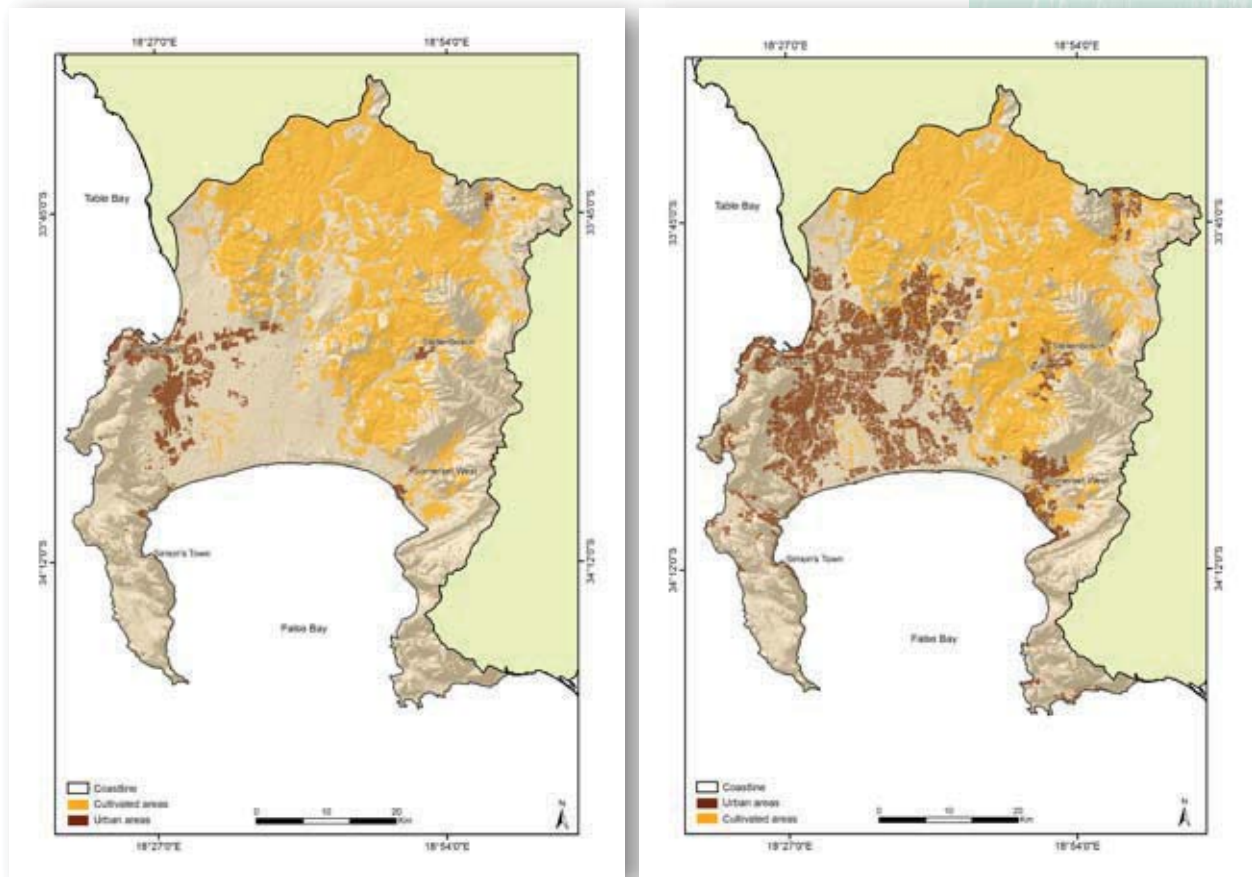 18°27'0"E
18°54'0"E
Table Bay
33°45'0"S
33°45'0"S
Stellenbosch
Somerset West
34°12'0"S
34°12'0"S
Simon's Town
False Bay
Coastline
Cultivated areas
Urban areas
0
10
20
Km
N
18°27'0"E
18°54'0"E
18°27'0"E
18°54'0"E
Table Bay
33°45'0"S
33°45'0"S
Stellenbosch
Somerset West
34°12'0"S
34°12'0"S
Simon's Town
False Bay
Coastline
Urban areas
Cultivated areas
0
10
20
Km
N
18°27'0"E
18°54'0"E